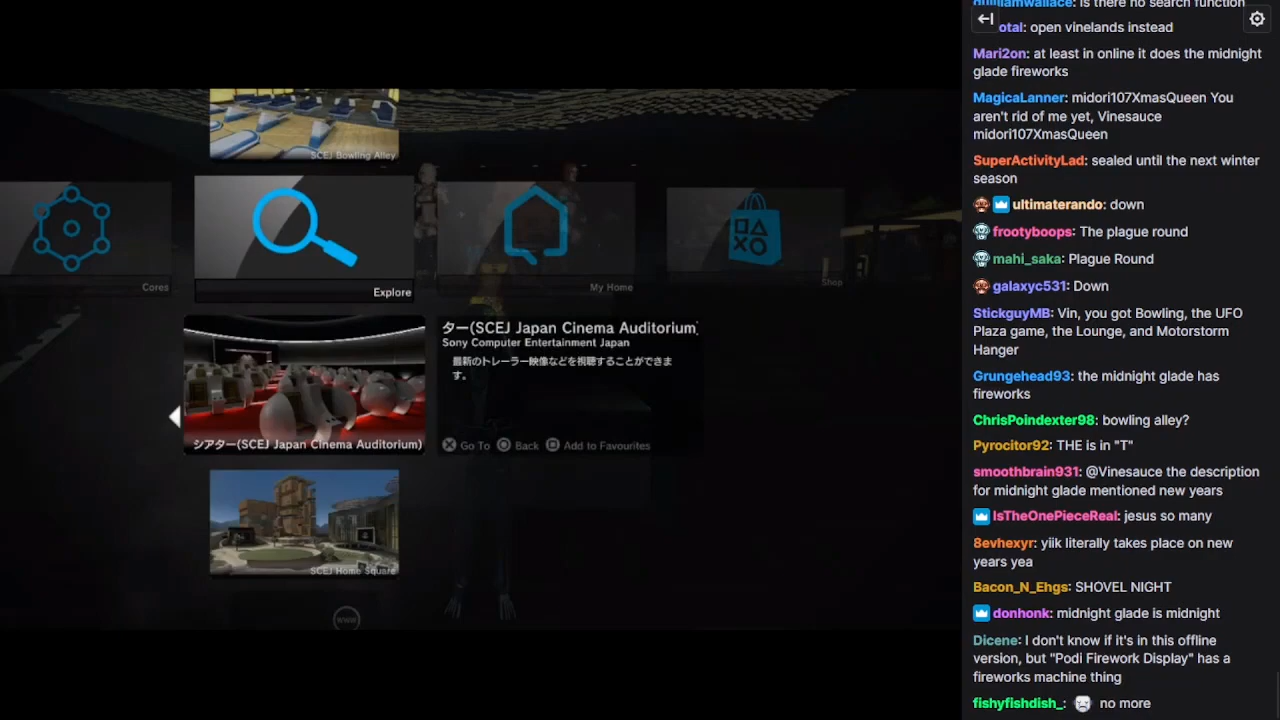 SCEJ Bowling Alley
Cores
Explore
My Home
Shop
シアター(SCEJ Japan Cinema Auditorium)
ター(SCEJ Japan Cinema Auditorium)
Sony Computer Entertainment Japan
最新のトレーラー映像などを視聴することができま
す。
Go To Back Add to Favourites
SCEJ Home Square
www
guilliamwallace: is there no search function
otal: open vinelands instead
Mari2on: at least in online it does the midnight
glade fireworks
MagicaLanner: midori107XmasQueen You
aren't rid of me yet, Vinesauce
midori107XmasQueen
SuperActivityLad: sealed until the next winter
season
ultimaterando: down
frootyboops: The plague round
mahi_saka: Plague Round
galaxyc531: Down
StickguyMB: Vin, you got Bowling, the UFO
Plaza game, the Lounge, and Motorstorm
Hanger
Grungehead93: the midnight glade has
fireworks
ChrisPoindexter98: bowling alley?
Pyrocitor92: THE is in "T"
smoothbrain931: @Vinesauce the description
for midnight glade mentioned new years
IsTheOnePieceReal: jesus so many
8evhexyr: yiik literally takes place on new
years yea
Bacon_N_Ehgs: SHOVEL NIGHT
donhonk: midnight glade is midnight
Dicene: I don't know if it's in this offline
version, but "Podi Firework Display" has a
fireworks machine thing
fishyfishdish_: no more